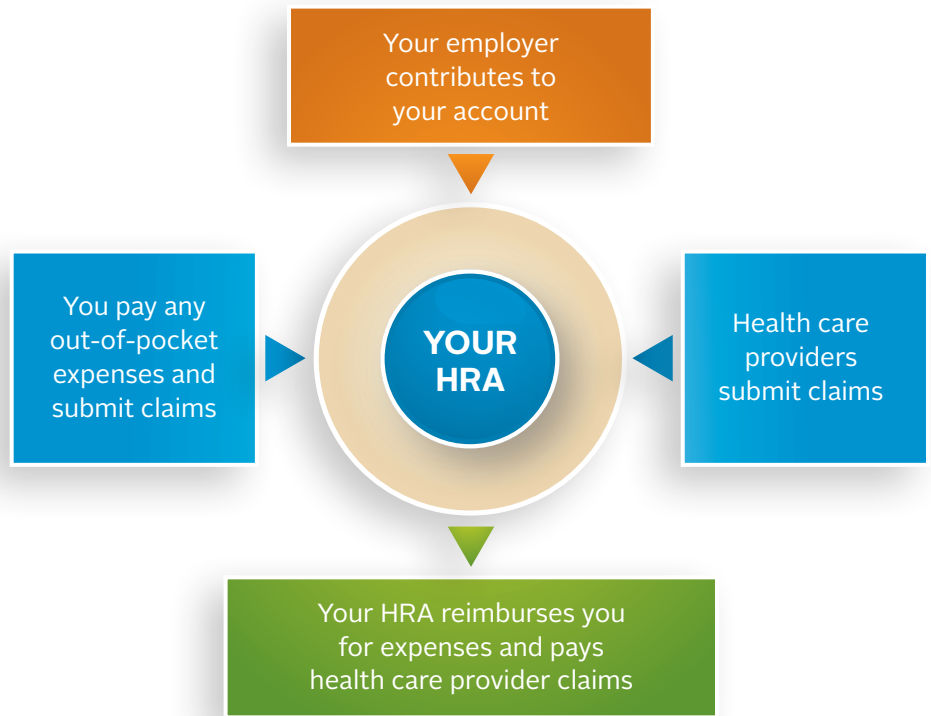 Your employer
contributes to
your account
You pay any
out-of-pocket
expenses and
submit claims
YOUR
HRA
Health care
providers
submit claims
Your HRA reimburses you
for expenses and pays
health care provider claims